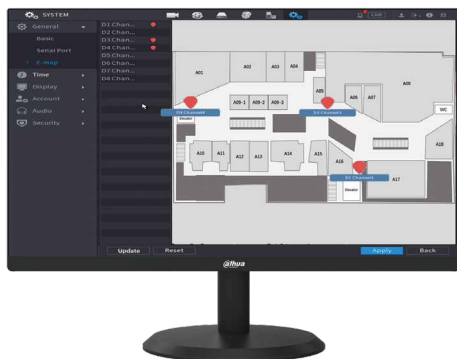 SYSTEM
LIVE
General
Basic
Serial Port
E-map
Time
Display
Account
Audio
Security
D1 Chan...
D2 Chan...
D3 Chan...
D4 Chan...
D5 Chan...
D6 Chan...
D7 Chan...
D8 Chan...
A01
A02
A03
A04
A05
A06
A07
A08
A09-1
A09-2
A09-3
D4 Channel4
D3 Channel3
Elevator
WC
A10
A11
A12
A13
A14
A15
A16
A17
A18
D1 Channel1
Elevator
Update
Reset
Apply
Back
alhua